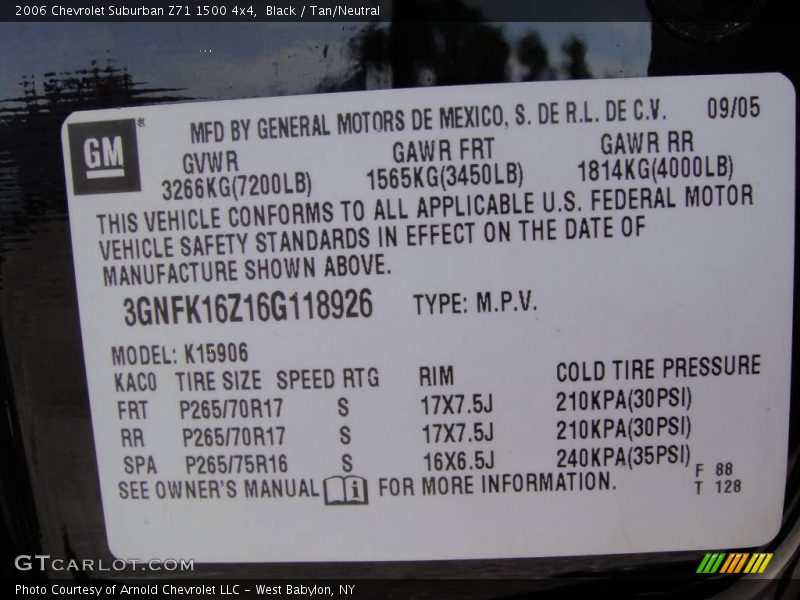 2006 Chevrolet Suburban Z71 1500 4x4, Black / Tan/Neutral
GM ® MFD BY GENERAL MOTORS DE MEXICO, S. DE R.L. DE C.V. 09/05
GVWR GAWR FRT GAWR RR
3266KG(7200LB) 1565KG(3450LB) 1814KG(4000LB)
THIS VEHICLE CONFORMS TO ALL APPLICABLE U.S. FEDERAL MOTOR
VEHICLE SAFETY STANDARDS IN EFFECT ON THE DATE OF
MANUFACTURE SHOWN ABOVE.
3GNFK16Z16G118926 TYPE: M.P.V.
MODEL: K15906
KACO TIRE SIZE SPEED RTG RIM COLD TIRE PRESSURE
FRT P265/70R17 S 17X7.5J 210KPA(30PSI)
RR P265/70R17 S 17X7.5J 210KPA(30PSI)
SPA P265/75R16 S 16X6.5J 240KPA(35PSI)
SEE OWNER'S MANUAL i FOR MORE INFORMATION.
F 88
T 128
GTCARLOT.COM
Photo Courtesy of Arnold Chevrolet LLC - West Babylon, NY